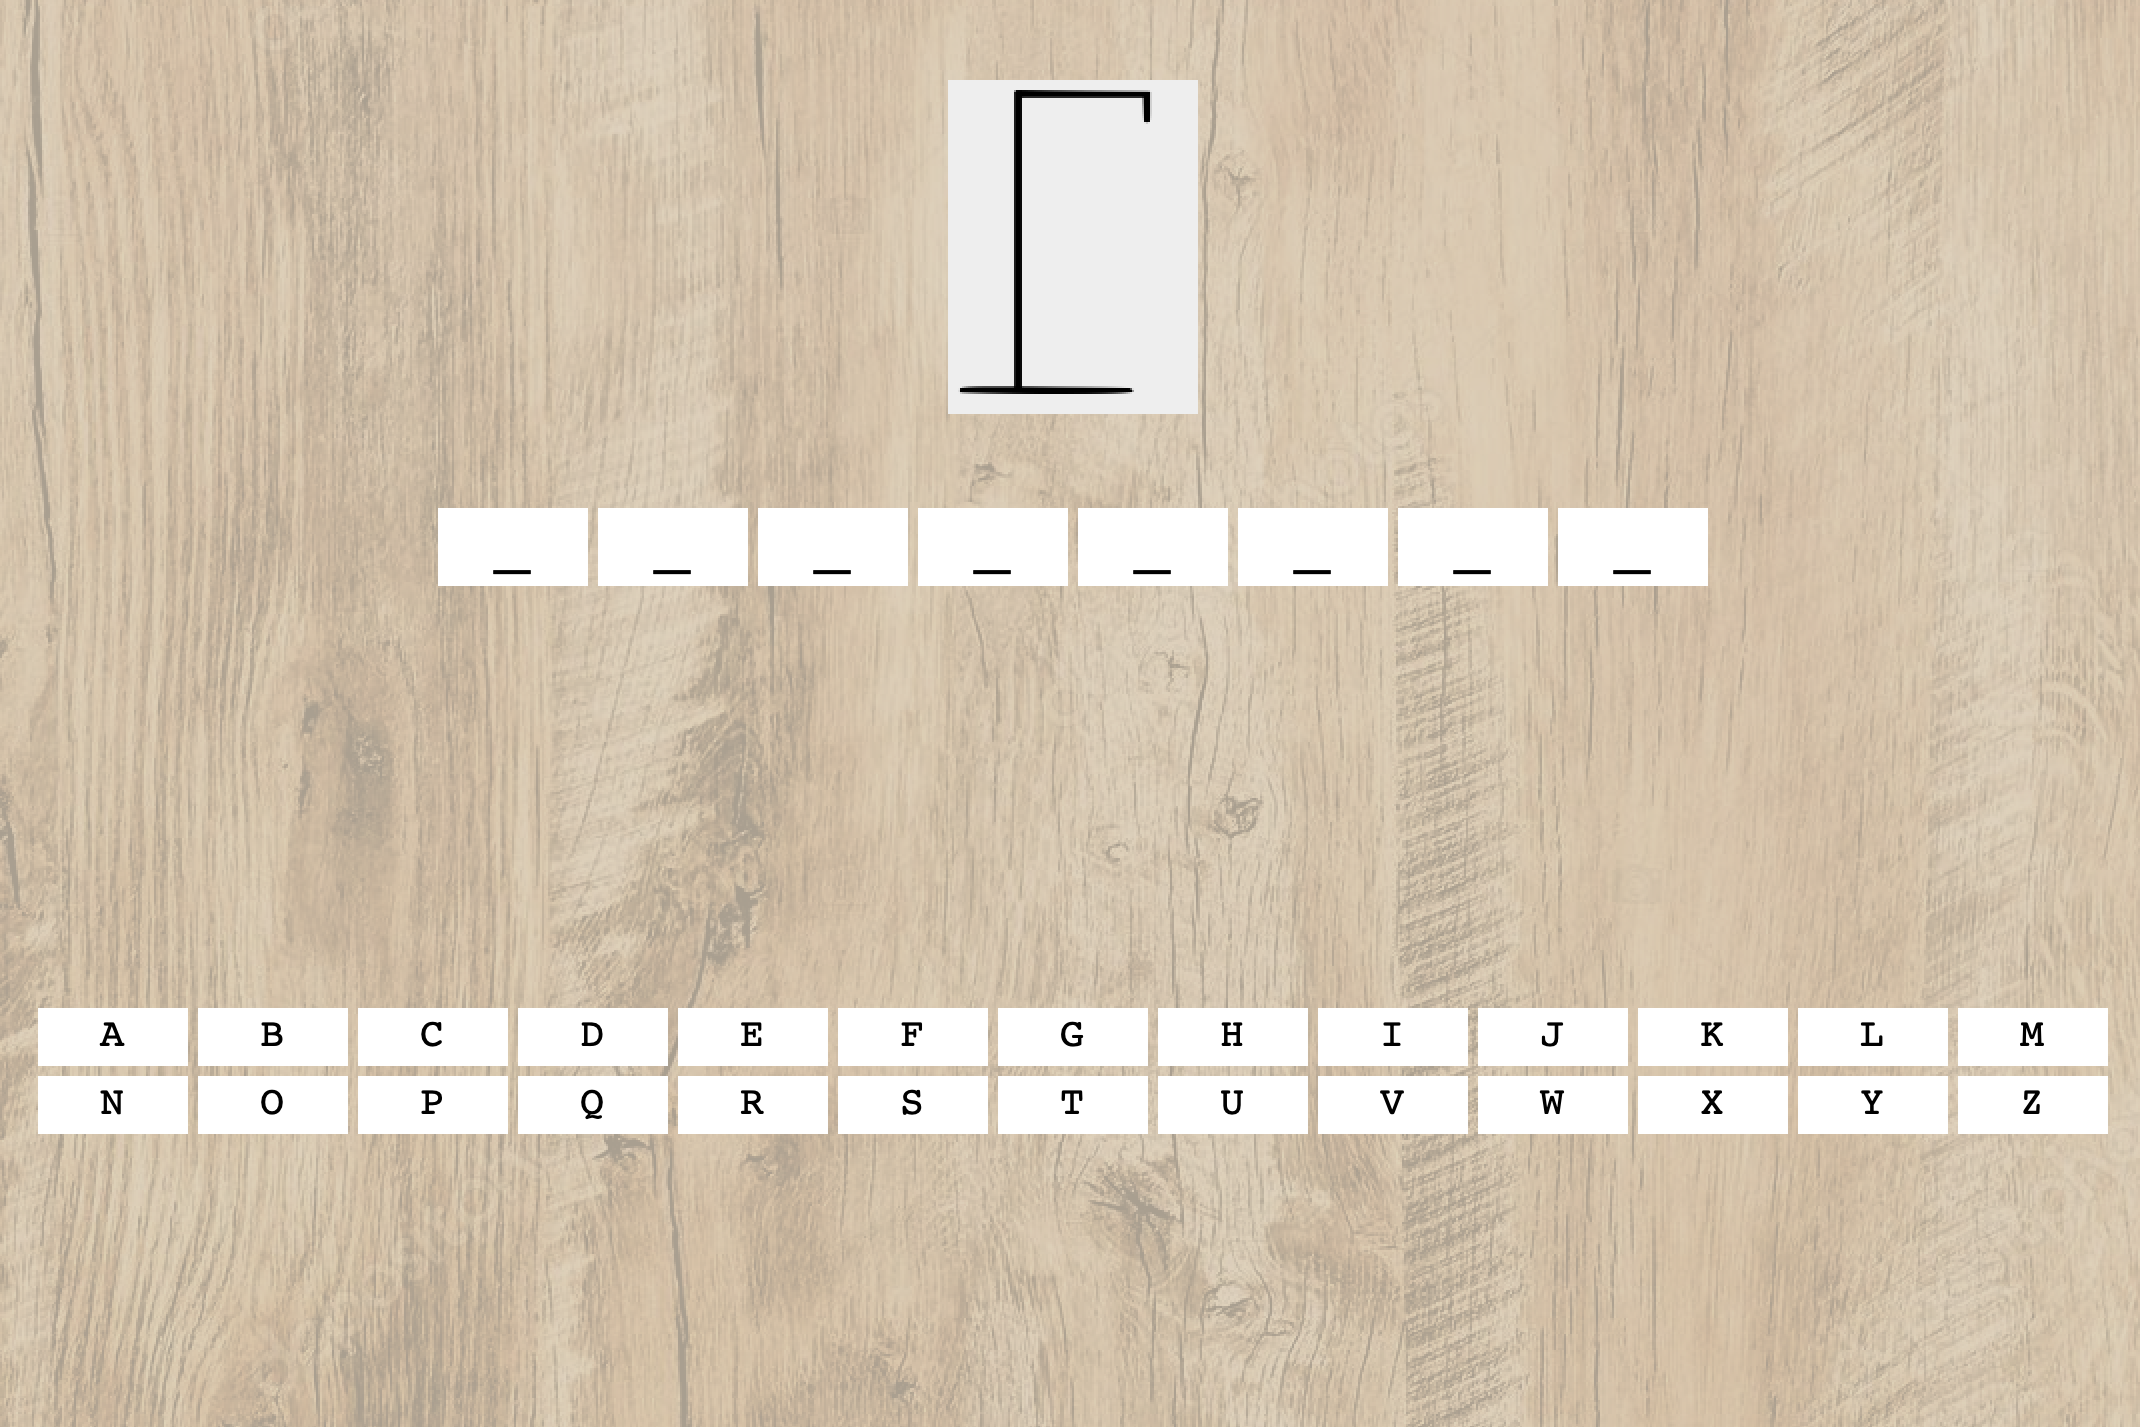 _ _ _ _ _ _ _ _
A B C D E F G H I J K L M
N O P Q R S T U V W X Y Z